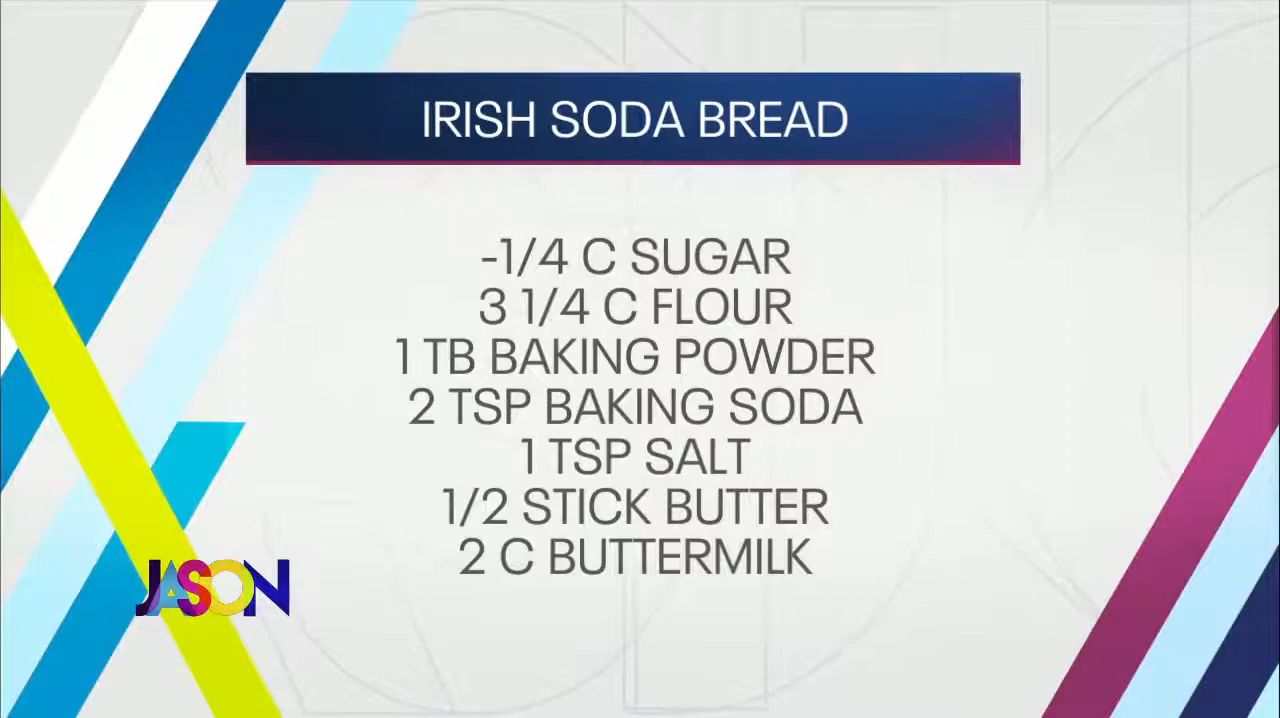 IRISH SODA BREAD
-1/4 C SUGAR
3 1/4 C FLOUR
1 TB BAKING POWDER
2 TSP BAKING SODA
1 TSP SALT
1/2 STICK BUTTER
2 C BUTTERMILK
JASON